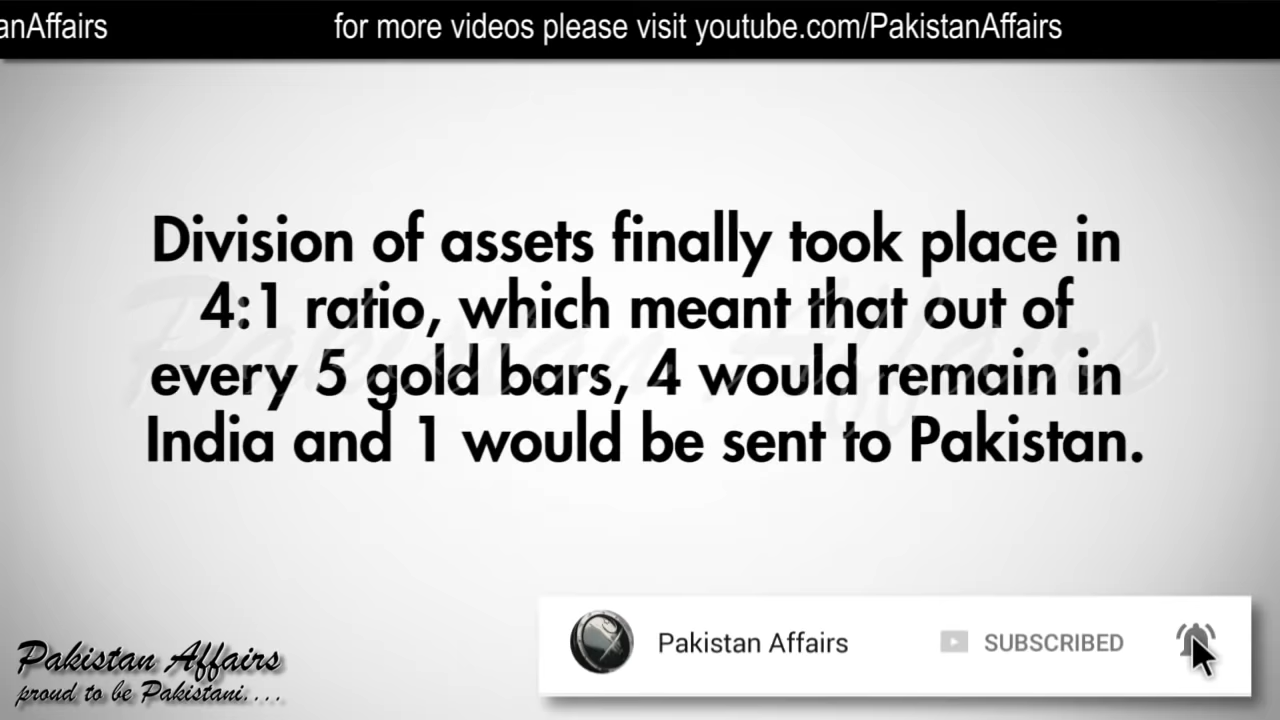 anAffairs for more videos please visit youtube.com/PakistanAffairs
Division of assets finally took place in
4:1 ratio, which meant that out of
every 5 gold bars, 4 would remain in
India and 1 would be sent to Pakistan.
Pakistan Affairs
Pakistan Affairs SUBSCRIBED
Pakistan Affairs
proud to be Pakistani....